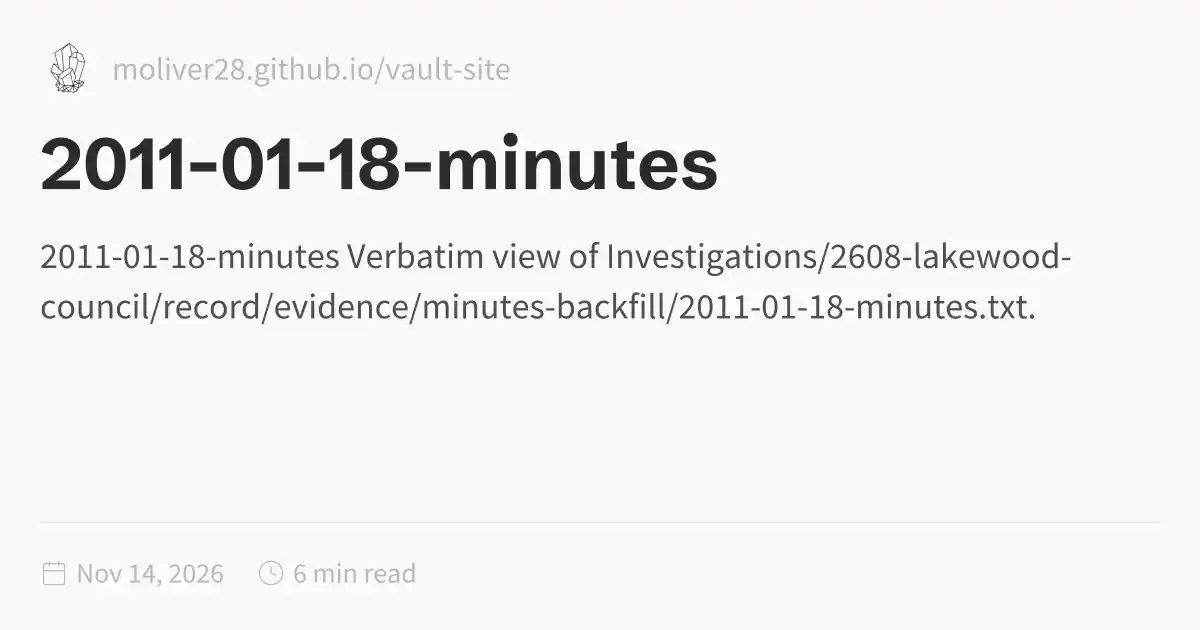 moliver28.github.io/vault-site
2011-01-18-minutes
2011-01-18-minutes Verbatim view of Investigations/2608-lakewood-
council/record/evidence/minutes-backfill/2011-01-18-minutes.txt.
Nov 14, 2026 6 min read